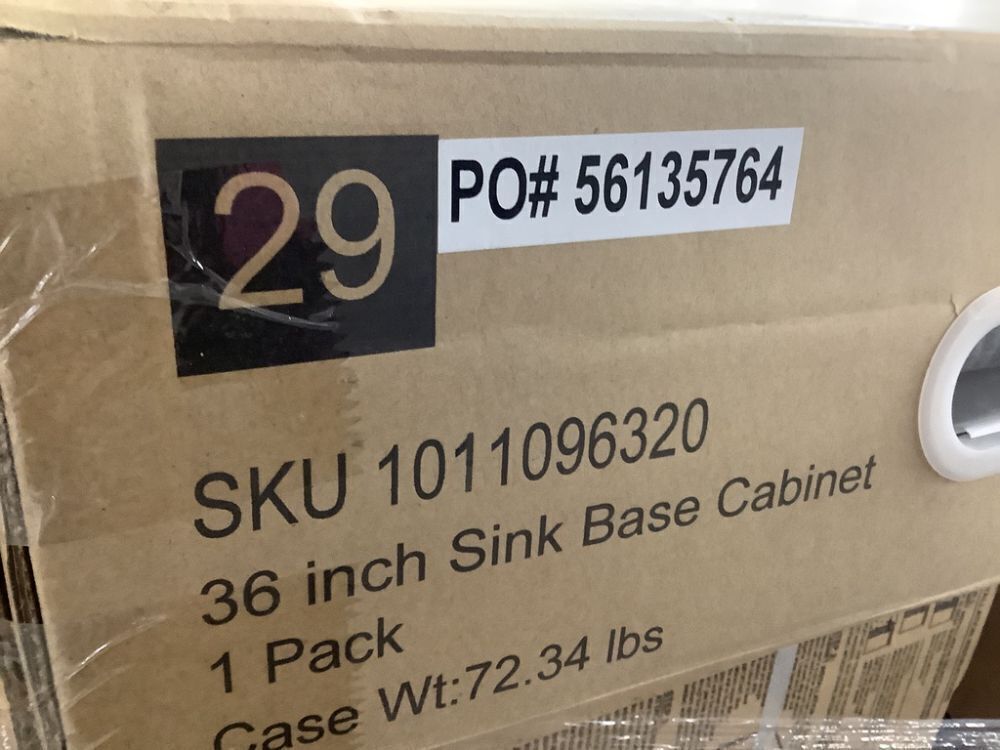 29
PO# 56135764
SKU 1011096320
36 inch Sink Base Cabinet
1 Pack
Case Wt:72.34 lbs